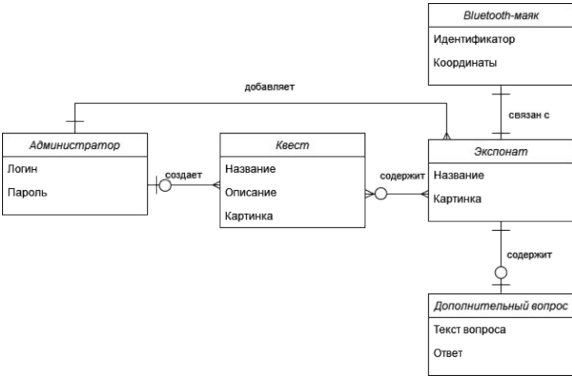 Bluetooth-маяк
Идентификатор
Координаты
добавляет
связан с
Администратор
Логин
Пароль
создает
Квест
Название
Описание
Картинка
содержит
Экспонат
Название
Картинка
содержит
Дополнительный вопрос
Текст вопроса
Ответ